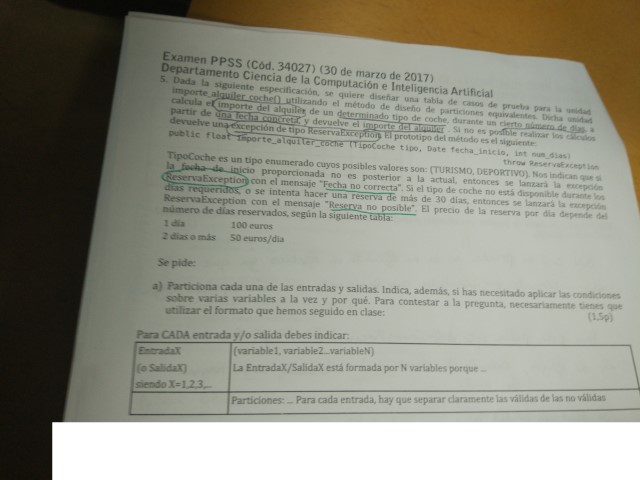 Examen PPSS (Cód. 34027) (30 de marzo de 2017)
Departamento Ciencia de la Computación e Inteligencia Artificial
5. Dada la siguiente especificación, se quiere diseñar una tabla de casos de prueba para la unidad
importe_alquiler_coche() utilizando el método de diseño de particiones equivalentes. Dicha unidad
calcula el importe del alquiler de un determinado tipo de coche, durante un cierto número de días, a
partir de una fecha concreta y devuelve el importe del alquiler. Si no es posible realizar los cálculos
devuelve una excepción de tipo ReservaException. El prototipo del método es el siguiente:
public float importe_alquiler_coche (TipoCoche tipo, Date fecha_inicio, int num_dias)
throw ReservaException
TipoCoche es un tipo enumerado cuyos posibles valores son: (TURISMO, DEPORTIVO). Nos indican que si
la fecha de inicio proporcionada no es posterior a la actual, entonces se lanzará la excepción
ReservaException con el mensaje "Fecha no correcta". Si el tipo de coche no está disponible durante los
días requeridos, o se intenta hacer una reserva de más de 30 días, entonces se lanzará la excepción
ReservaException con el mensaje "Reserva no posible". El precio de la reserva por día depende del
número de días reservados, según la siguiente tabla:
1 día 100 euros
2 días o más 50 euros/día
Se pide:
a) Particiona cada una de las entradas y salidas. Indica, además, si has necesitado aplicar las condiciones
sobre varias variables a la vez y por qué. Para contestar a la pregunta, necesariamente tienes que
utilizar el formato que hemos seguido en clase: (1,5p)
Para CADA entrada y/o salida debes indicar:
EntradaX (variable1, variable2...variableN)
(o SalidaX) La EntradaX/SalidaX está formada por N variables porque ...
siendo X=1,2,3,...
Particiones: ... Para cada entrada, hay que separar claramente las válidas de las no válidas